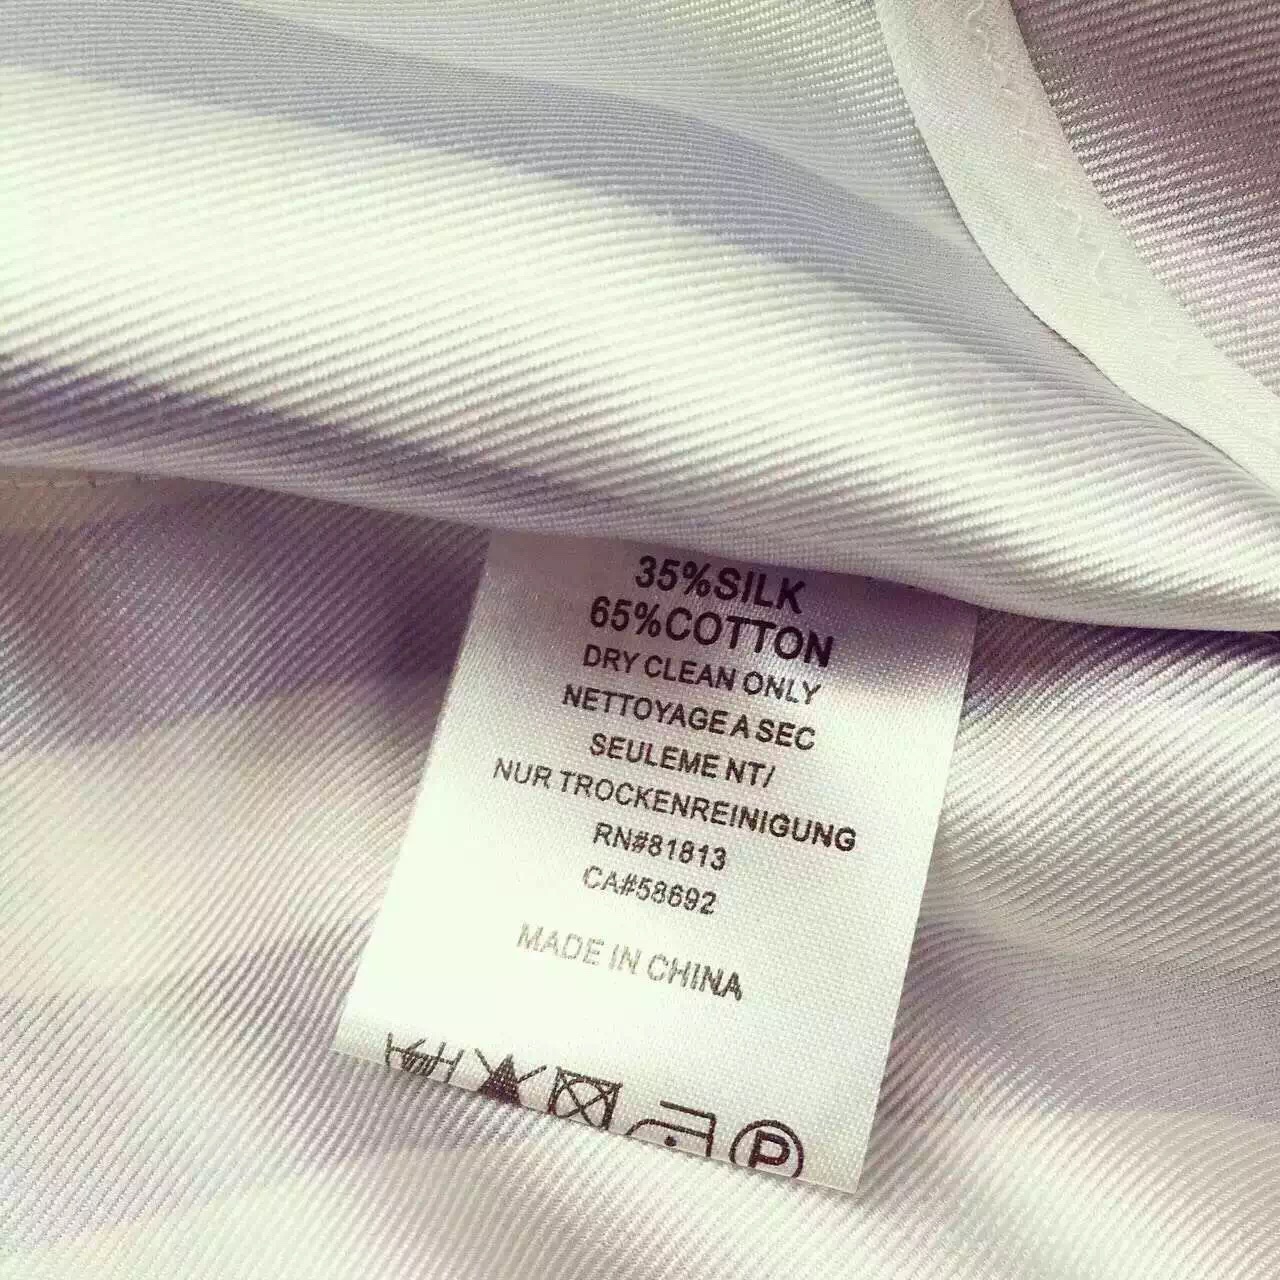 35%SILK
65%COTTON
DRY CLEAN ONLY
NETTOYAGE A SEC
SEULEME NT/
NUR TROCKENREINIGUNG
RN#81813
CA#58692
MADE IN CHINA
P